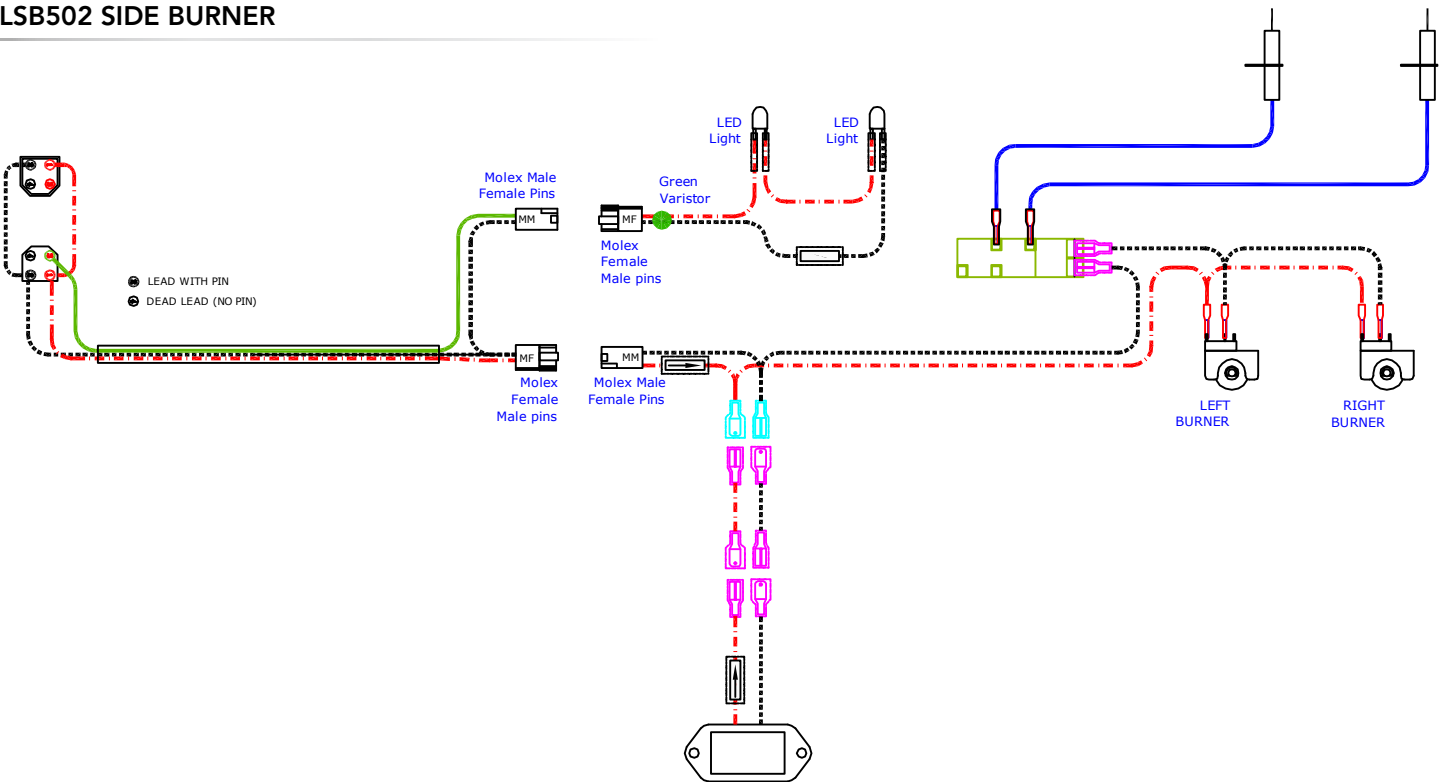 LSB502 SIDE BURNER
LED
Light
LED
Light
Molex Male
Female Pins
MM
Green
Varistor
MF
Molex
Female
Male pins
LEAD WITH PIN
DEAD LEAD (NO PIN)
MF
Molex
Female
Male pins
MM
Molex Male
Female Pins
LEFT
BURNER
RIGHT
BURNER